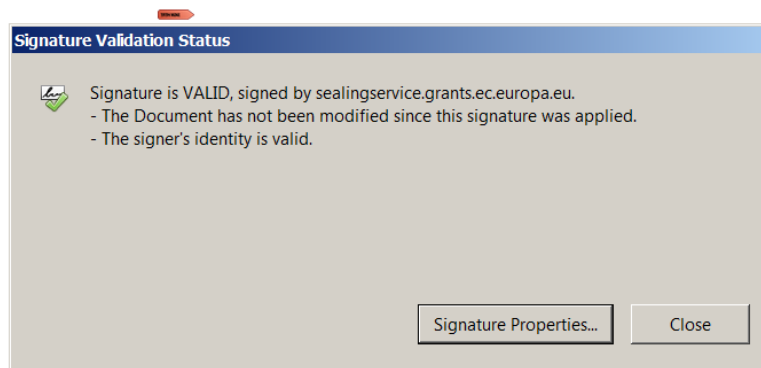 Signature Validation Status
Signature is VALID, signed by sealingservice.grants.ec.europa.eu.
- The Document has not been modified since this signature was applied.
- The signer's identity is valid.
Signature Properties...
Close